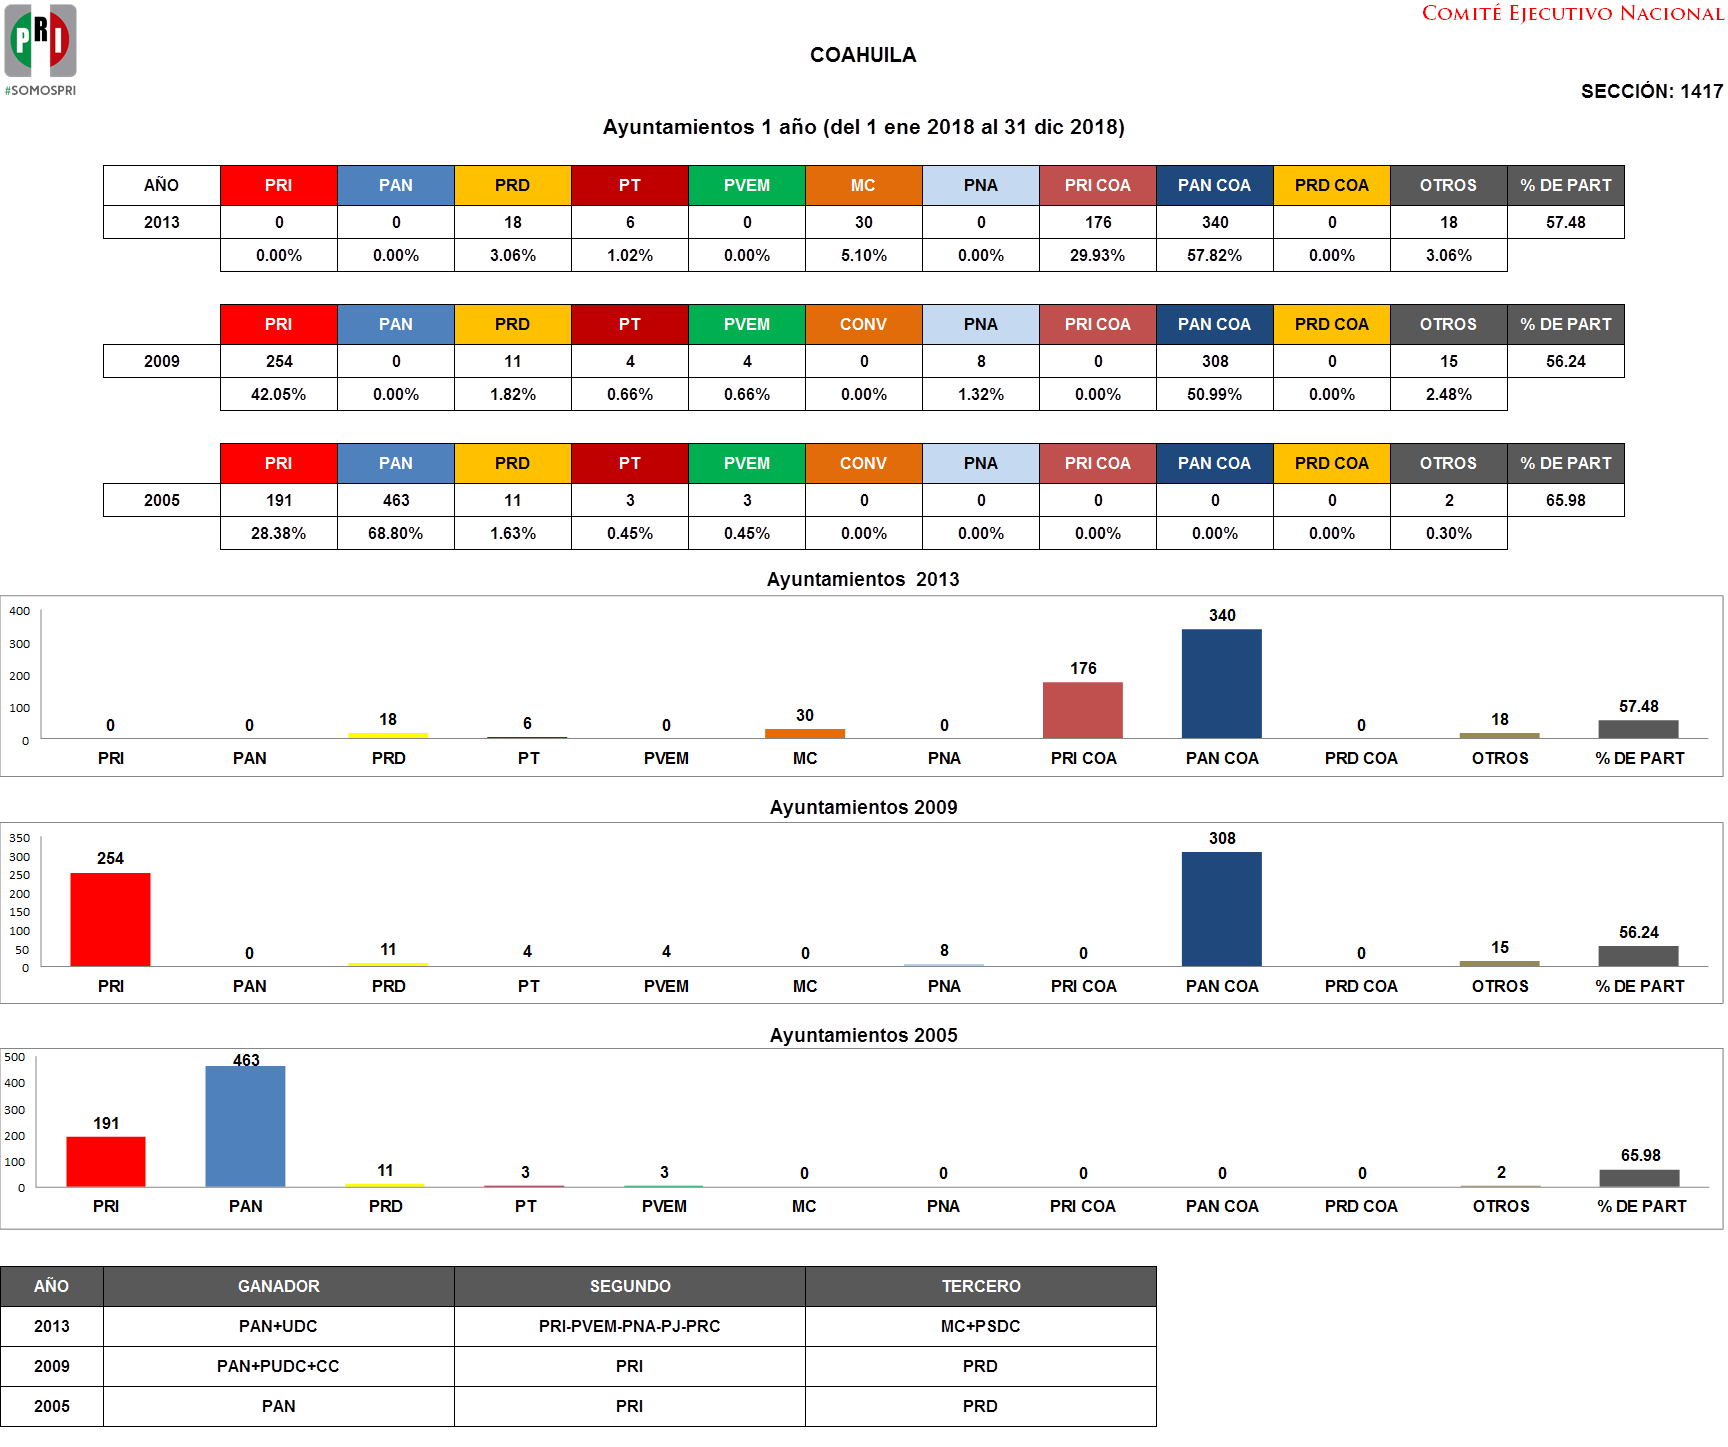 COMITÉ EJECUTIVO NACIONAL
PRI
#SOMOSPRI
COAHUILA
SECCIÓN: 1417
Ayuntamientos 1 año (del 1 ene 2018 al 31 dic 2018)
AÑO PRI PAN PRD PT PVEM MC PNA PRI COA PAN COA PRD COA OTROS % DE PART
2013 0 0 18 6 0 30 0 176 340 0 18 57.48
0.00% 0.00% 3.06% 1.02% 0.00% 5.10% 0.00% 29.93% 57.82% 0.00% 3.06%
PRI PAN PRD PT PVEM CONV PNA PRI COA PAN COA PRD COA OTROS % DE PART
2009 254 0 11 4 4 0 8 0 308 0 15 56.24
42.05% 0.00% 1.82% 0.66% 0.66% 0.00% 1.32% 0.00% 50.99% 0.00% 2.48%
PRI PAN PRD PT PVEM CONV PNA PRI COA PAN COA PRD COA OTROS % DE PART
2005 191 463 11 3 3 0 0 0 0 0 2 65.98
28.38% 68.80% 1.63% 0.45% 0.45% 0.00% 0.00% 0.00% 0.00% 0.00% 0.30%
Ayuntamientos 2013
400
300
200
100
0
0 0 18 6 0 30 0 176 340 0 18 57.48
PRI PAN PRD PT PVEM MC PNA PRI COA PAN COA PRD COA OTROS % DE PART
Ayuntamientos 2009
350
300
250
200
150
100
50
0
254 0 11 4 4 0 8 0 308 0 15 56.24
PRI PAN PRD PT PVEM MC PNA PRI COA PAN COA PRD COA OTROS % DE PART
Ayuntamientos 2005
500
400
300
200
100
0
191 463 11 3 3 0 0 0 0 0 2 65.98
PRI PAN PRD PT PVEM MC PNA PRI COA PAN COA PRD COA OTROS % DE PART
AÑO GANADOR SEGUNDO TERCERO
2013 PAN+UDC PRI-PVEM-PNA-PJ-PRC MC+PSDC
2009 PAN+PUDC+CC PRI PRD
2005 PAN PRI PRD